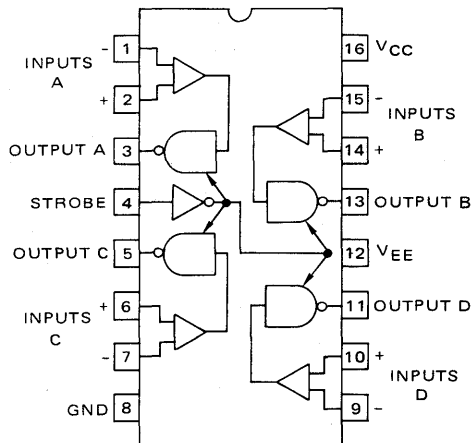 - 1
INPUTS A
+ 2
OUTPUT A 3
STROBE 4
OUTPUT C 5
+ 6
INPUTS C
- 7
GND 8
16 VCC
15 -
INPUTS B
14 +
13 OUTPUT B
12 VEE
11 OUTPUT D
10 +
INPUTS D
9 -